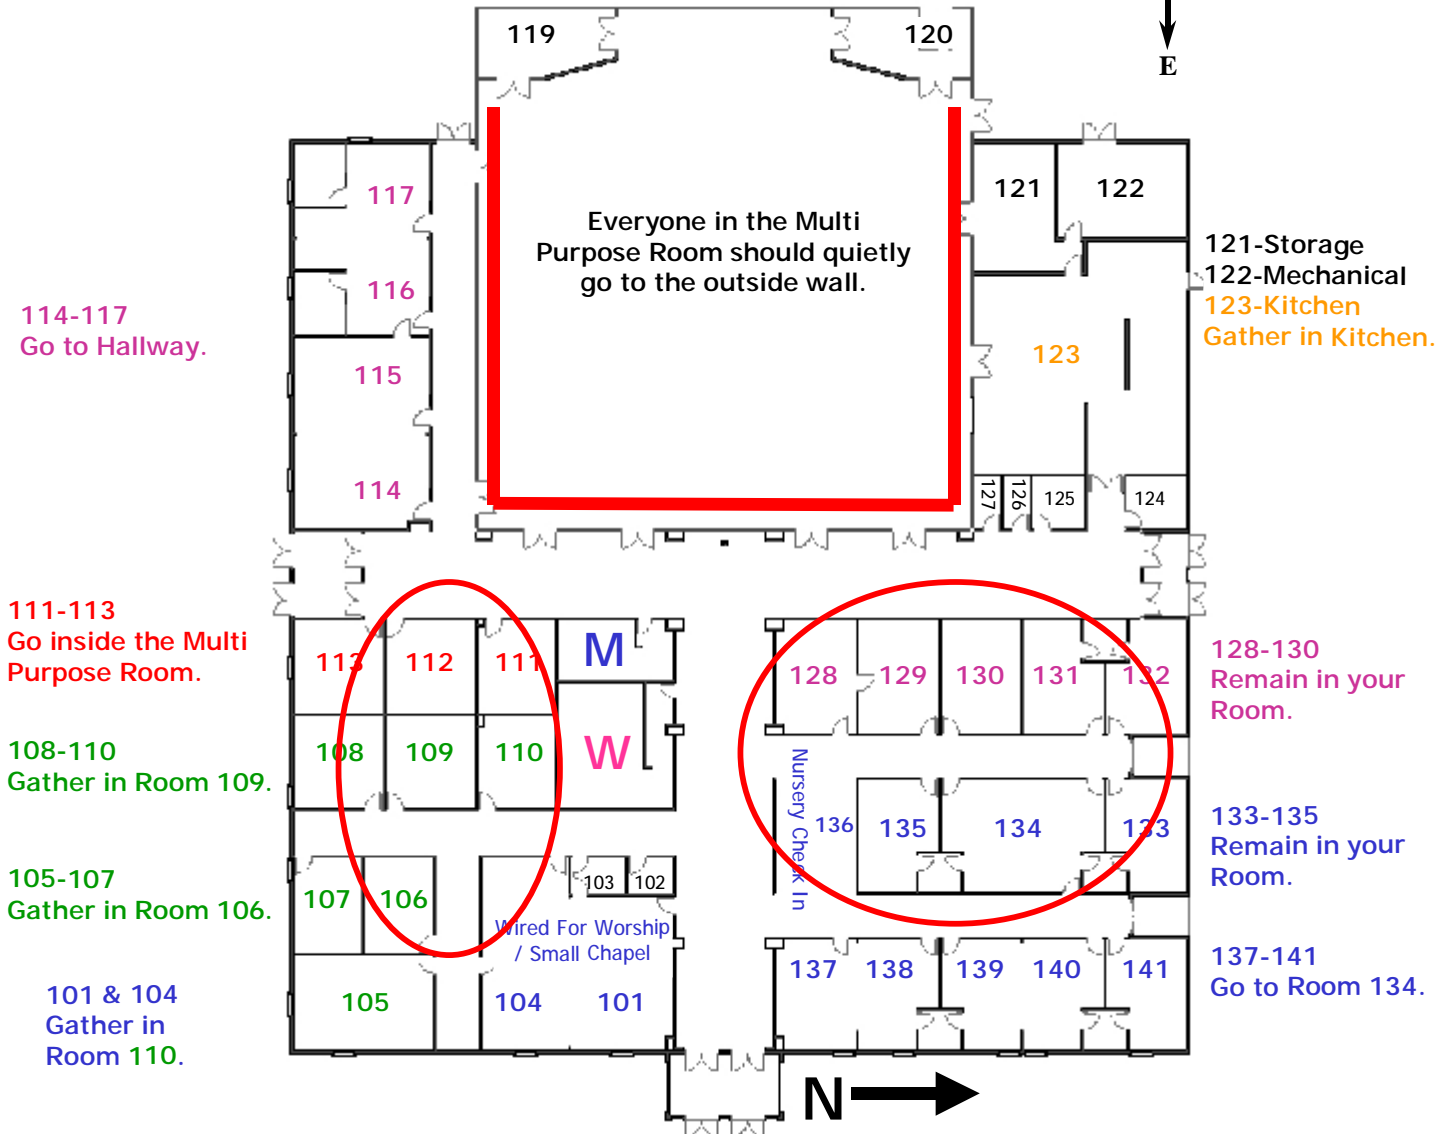 119
120
E
117
121
122
Everyone in the Multi
Purpose Room should quietly
go to the outside wall.
121-Storage
122-Mechanical
123-Kitchen
Gather in Kitchen.
116
114-117
Go to Hallway.
123
115
114
127
126
125
124
111-113
Go inside the Multi
Purpose Room.
113
112
111
M
128
129
130
131
132
128-130
Remain in your
Room.
108-110
Gather in Room 109.
108
109
110
W
Nursery Check In
136
135
134
133
133-135
Remain in your
Room.
105-107
Gather in Room 106.
107
106
103
102
Wired For Worship
/ Small Chapel
137
138
139
140
141
137-141
Go to Room 134.
101 & 104
Gather in
Room 110.
105
104
101
N